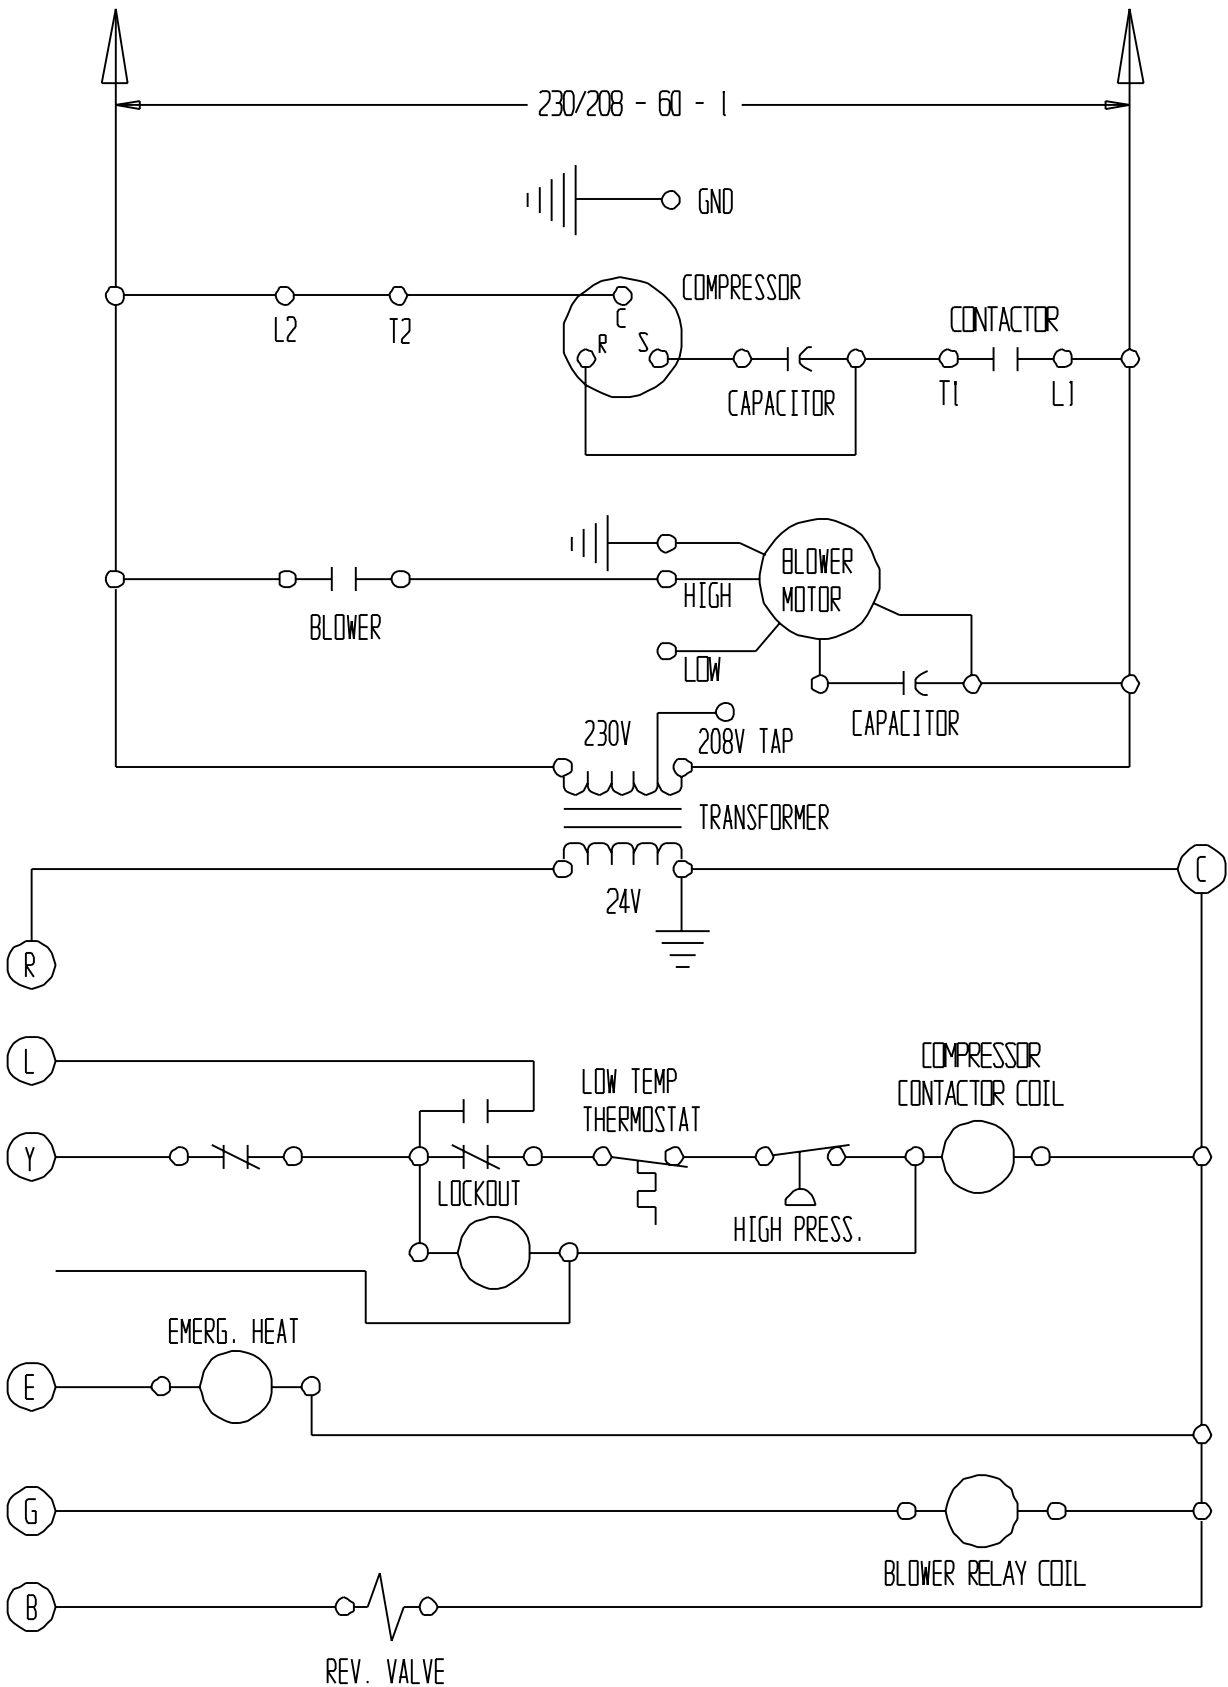 230/208 - 60 - 1
GND
COMPRESSOR
C
R
S
CONTACTOR
L2
T2
CAPACITOR
T1
L1
BLOWER
MOTOR
HIGH
BLOWER
LOW
CAPACITOR
230V
208V TAP
TRANSFORMER
C
24V
R
L
LOW TEMP
THERMOSTAT
COMPRESSOR
CONTACTOR COIL
Y
LOCKOUT
HIGH PRESS.
EMERG. HEAT
E
G
BLOWER RELAY COIL
B
REV. VALVE